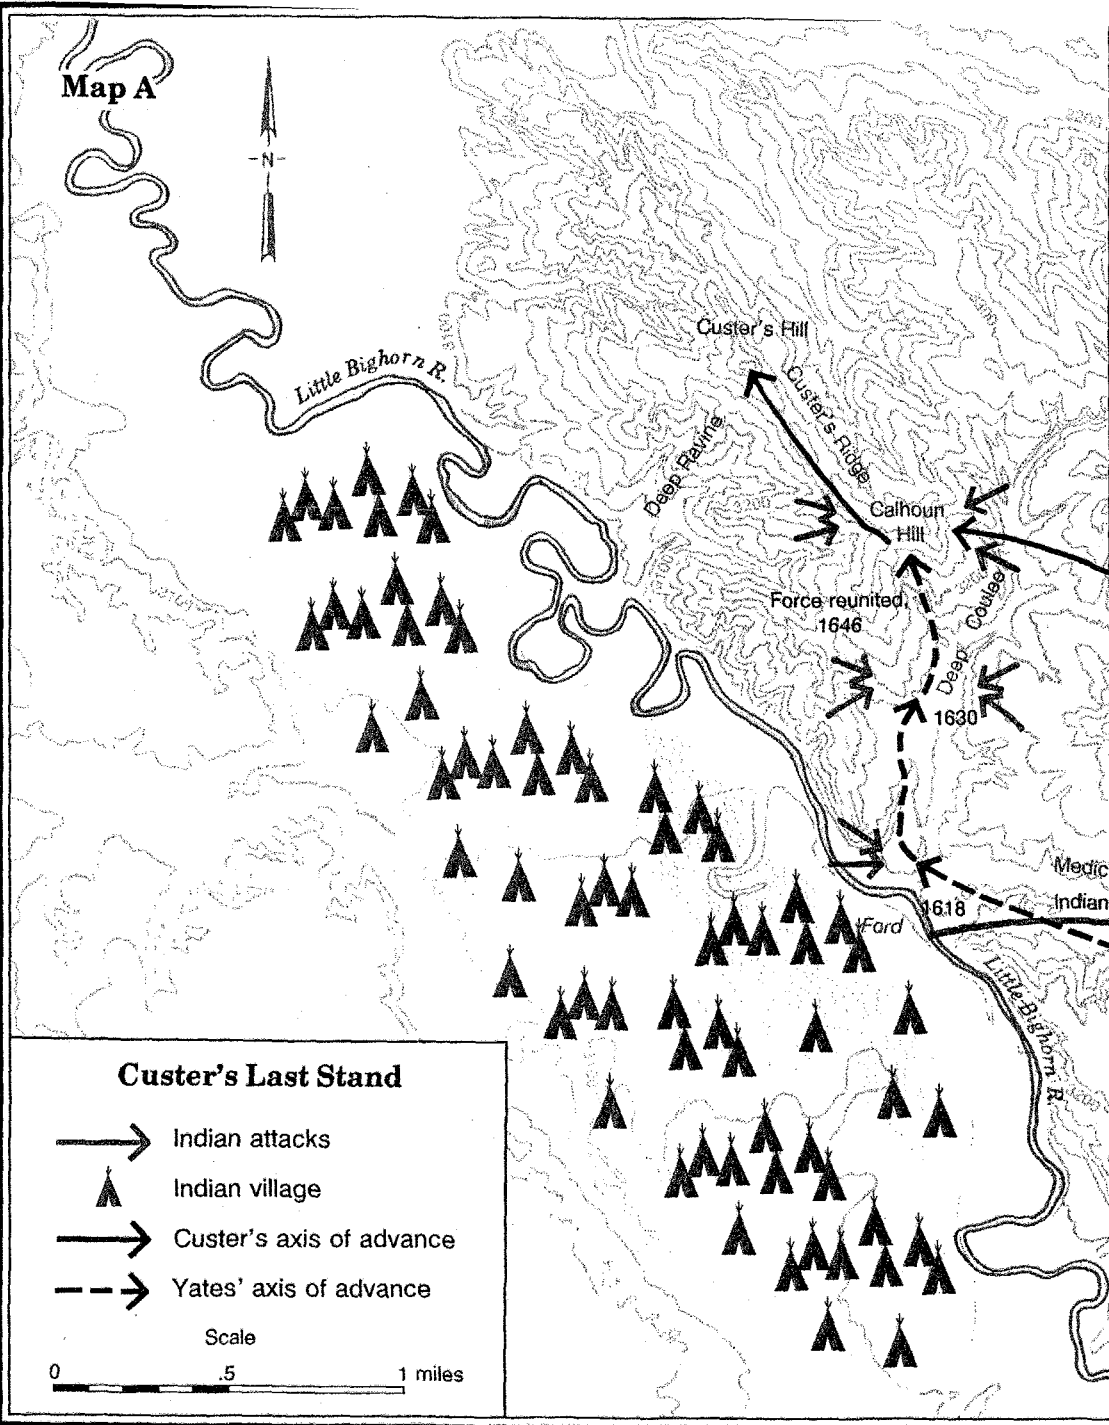 Map A
-N-
6200
Custer's Hill
Little Bighorn R.
Custer's Ridge
Deep Ravine
Calhoun
Hill
3200
Force reunited,
1646
Deep Coulee
1630
Medic
1618
Indian
Ford
Little Bighorn R.
Custer's Last Stand
Indian attacks
Indian village
Custer's axis of advance
Yates' axis of advance
Scale
0 .5 1 miles